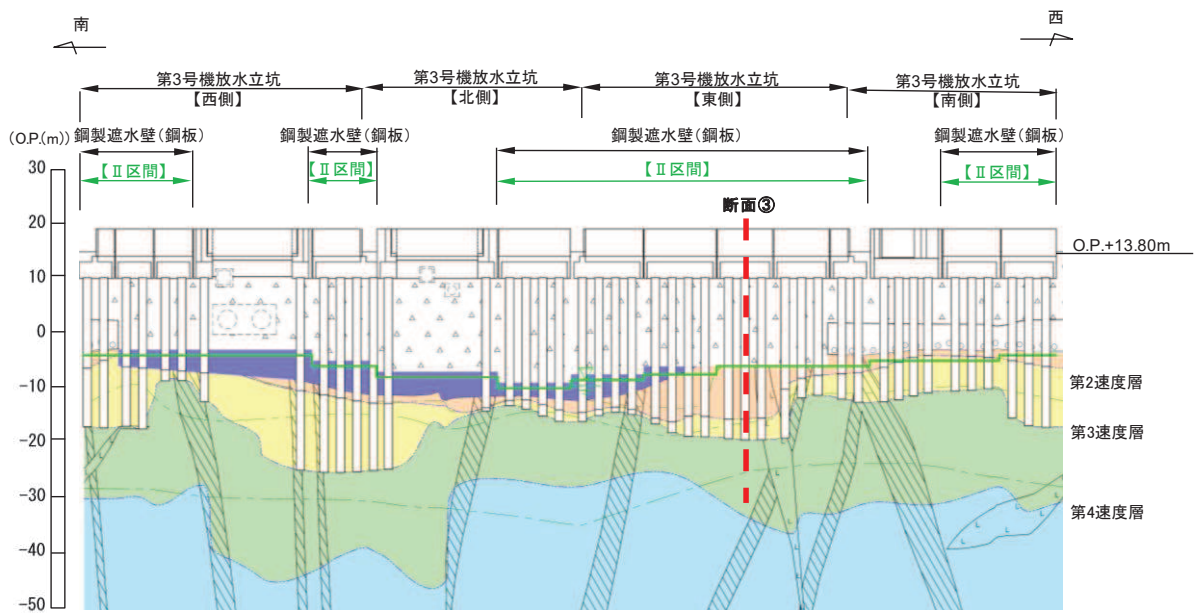 南
西
第3号機放水立坑
【西側】
第3号機放水立坑
【北側】
第3号機放水立坑
【東側】
第3号機放水立坑
【南側】
(O.P.(m))
鋼製遮水壁(鋼板)
鋼製遮水壁(鋼板)
鋼製遮水壁(鋼板)
鋼製遮水壁(鋼板)
【Ⅱ区間】
【Ⅱ区間】
【Ⅱ区間】
【Ⅱ区間】
断面③
O.P.+13.80m
30
20
10
0
-10
-20
-30
-40
-50
第2速度層
第3速度層
第4速度層